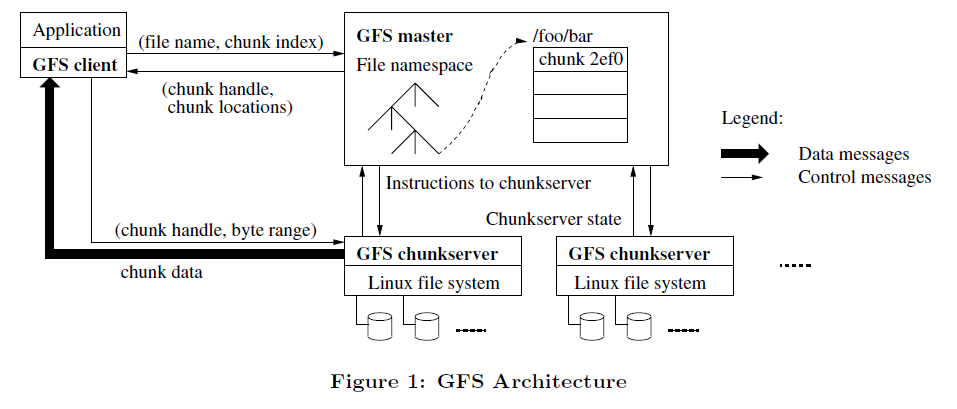 Application
GFS client
(file name, chunk index)
(chunk handle,
chunk locations)
GFS master
File namespace
/foo/bar
chunk 2ef0
Legend:
Data messages
Control messages
Instructions to chunkserver
Chunkserver state
(chunk handle, byte range)
chunk data
GFS chunkserver
Linux file system
GFS chunkserver
Linux file system
Figure 1: GFS Architecture